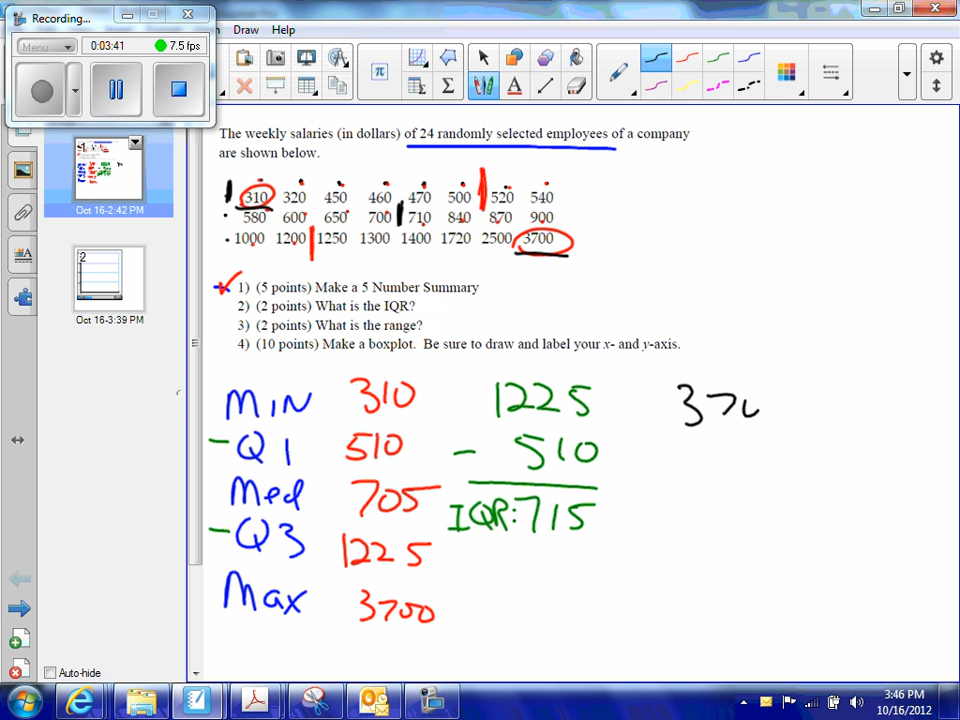 Recording...
Menu
0:03:41
7.5 fps
Draw Help
The weekly salaries (in dollars) of 24 randomly selected employees of a company
are shown below.
310 320 450 460 470 500 520 540
580 600 650 700 710 840 870 900
1000 1200 1250 1300 1400 1720 2500 3700
1) (5 points) Make a 5 Number Summary
2) (2 points) What is the IQR?
3) (2 points) What is the range?
4) (10 points) Make a boxplot. Be sure to draw and label your x- and y-axis.
MIN 310
- Q1 510
Med 705
- Q3 1225
Max 3700
1225
- 510
IQR: 715
370
1
Oct 16-2:42 PM
2
Oct 16-3:39 PM
Auto-hide
3:46 PM
10/16/2012